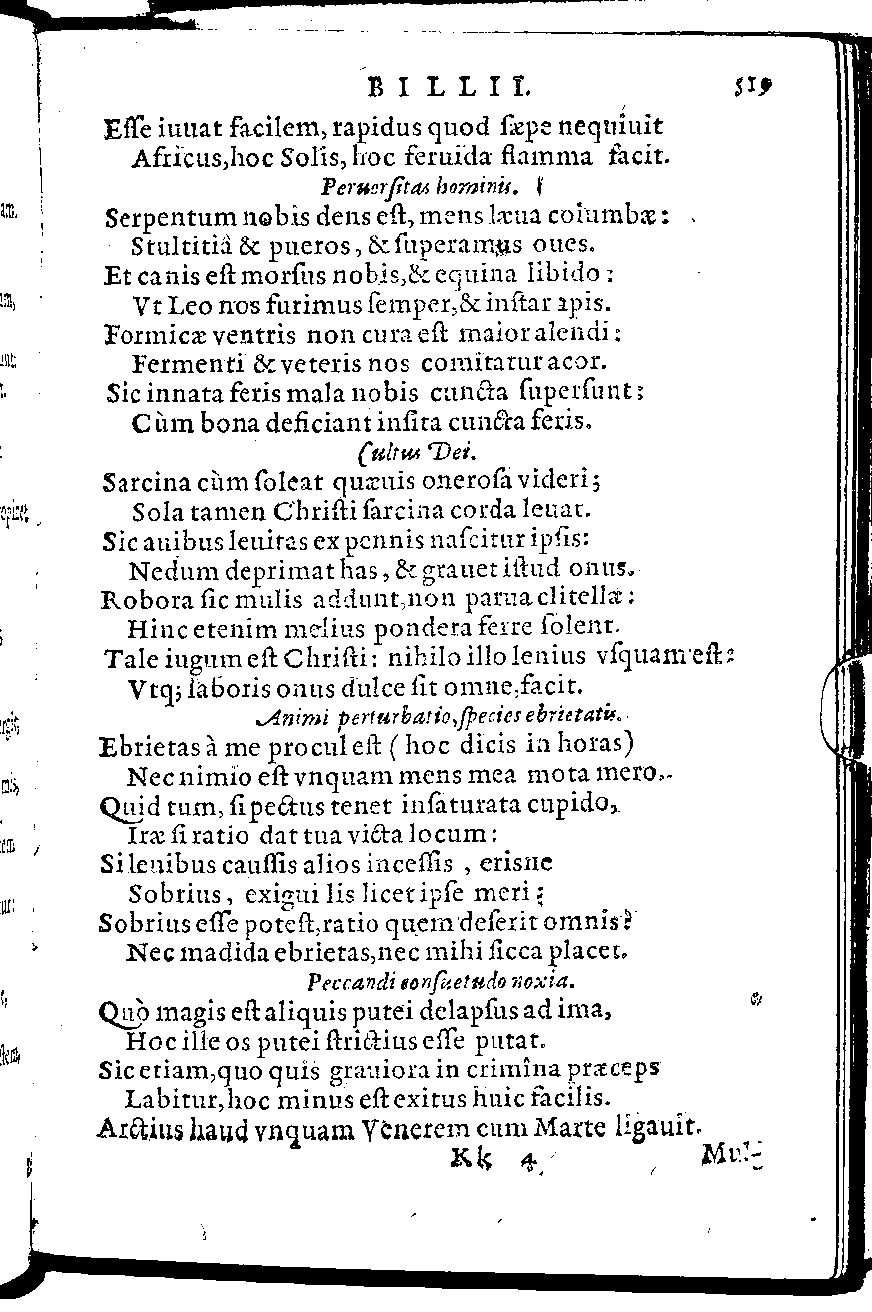 BILLII. 519
Eſſe iuuat facilem, rapidus quod ſæpe nequiuit
Africus, hoc Solis, hoc feruida flamma facit.
Peruerſitas hominis.
Serpentum nobis dens eſt, mens læua columbæ:
Stultitiâ & pueros, & ſuperamus oues.
Et canis eſt morſus nobis, & equina libido:
Vt Leo nos furimus ſemper, & inſtar apis.
Formicæ ventris non cura eſt maior alendi:
Fermenti & veteris nos comitatur acor.
Sic innata feris mala nobis cuncta ſuperſunt;
Cùm bona deficiant inſita cuncta feris.
Cultus Dei.
Sarcina cùm ſoleat quæuis oneroſa videri;
Sola tamen Chriſti ſarcina corda leuat.
Sic auibus leuitas ex pennis naſcitur ipſis:
Nedum deprimat has, & grauet iſtud onus.
Robora ſic mulis addunt, non parua clitellæ:
Hinc etenim melius pondera ferre ſolent.
Tale iugum eſt Chriſti: nihilo illo lenius vſquam eſt:
Vtq; laboris onus dulce ſit omne, facit.
Animi perturbatio, ſpecies ebrietatis.
Ebrietas à me procul eſt (hoc dicis in horas)
Nec nimio eſt vnquam mens mea mota mero.
Quid tum, ſi pectus tenet inſaturata cupido,
Iræ ſi ratio dat tua victa locum:
Si leuibus cauſſis alios inceſſis, eriſne
Sobrius, exigui ſis licet ipſe meri;
Sobrius eſſe poteſt, ratio quem deſerit omnis?
Nec madida ebrietas, nec mihi ſicca placet.
Peccandi conſuetudo noxia.
Quò magis eſt aliquis putei delapſus ad ima,
Hoc ille os putei ſtrictius eſſe putat.
Sic etiam, quo quis grauiora in crimina præceps
Labitur, hoc minus eſt exitus huic facilis.
Arctius haud vnquam Venerem cum Marte ligauit.
Kk 4